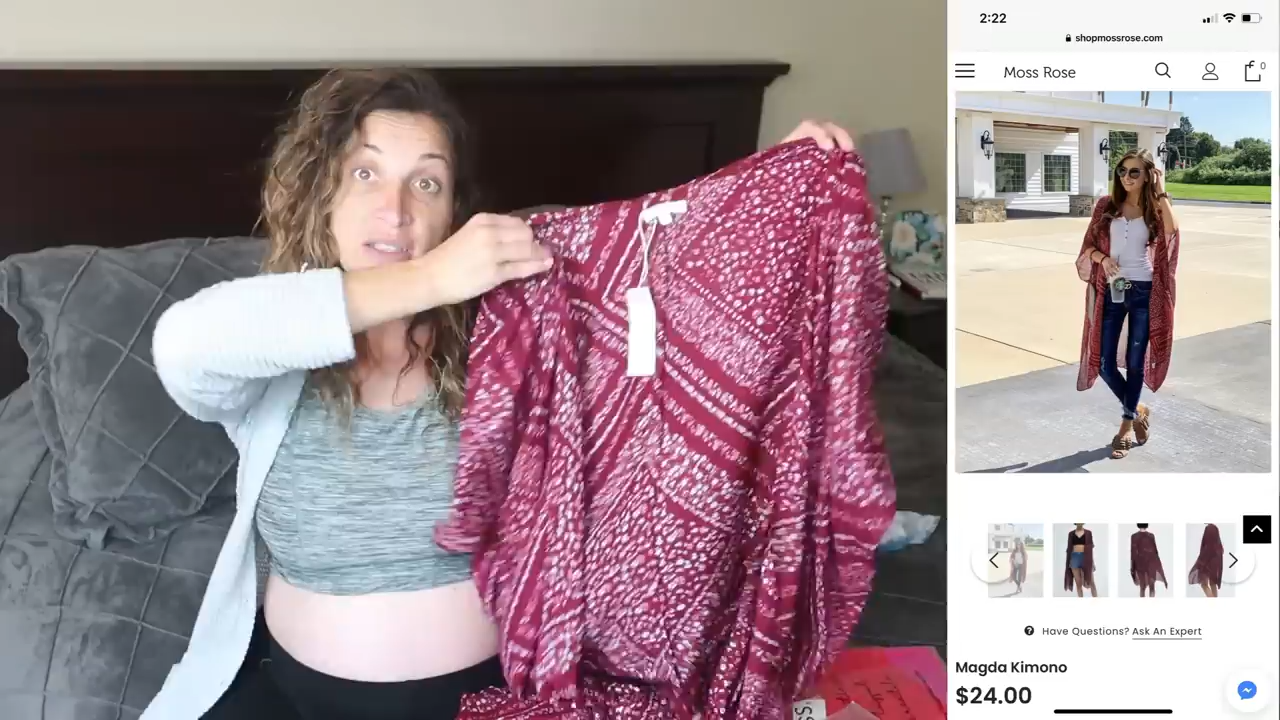 2:22
shopmossrose.com
Moss Rose
0
Have Questions? Ask An Expert
Magda Kimono
$24.00